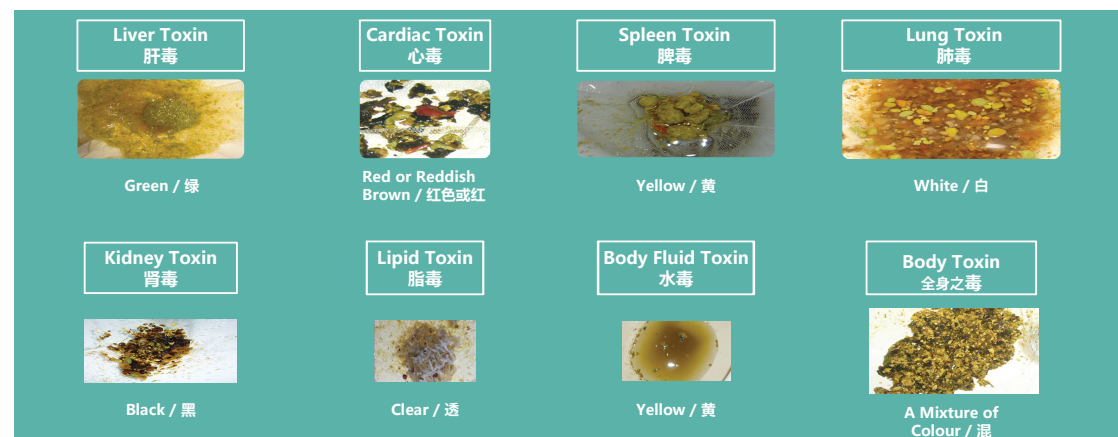 Liver Toxin
肝毒
Cardiac Toxin
心毒
Spleen Toxin
脾毒
Lung Toxin
肺毒
Green / 绿
Red or Reddish
Brown / 红色或红
Yellow / 黄
White / 白
Kidney Toxin
肾毒
Lipid Toxin
脂毒
Body Fluid Toxin
水毒
Body Toxin
全身之毒
Black / 黑
Clear / 透
Yellow / 黄
A Mixture of
Colour / 混